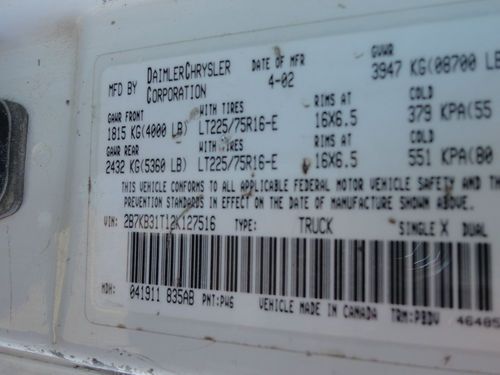 MFD BY DAIMLERCHRYSLER CORPORATION DATE OF MFR 4-02 GVWR 3947 KG(08700 LB
GAWR FRONT WITH TIRES RIMS AT COLD
1815 KG(4000 LB) LT225/75R16-E 16X6.5 379 KPA(55
GAWR REAR WITH TIRES RIMS AT COLD
2432 KG(5360 LB) LT225/75R16-E 16X6.5 551 KPA(80
THIS VEHICLE CONFORMS TO ALL APPLICABLE FEDERAL MOTOR VEHICLE SAFETY AND THE
PREVENTION STANDARDS IN EFFECT ON THE DATE OF MANUFACTURE SHOWN ABOVE.
VIN: 2B7KB31T12K127516 TYPE: TRUCK SINGLE X DUAL
MDH: 041911 835AB PNT:PW6 VEHICLE MADE IN CANADA TRM:PBDV 46485